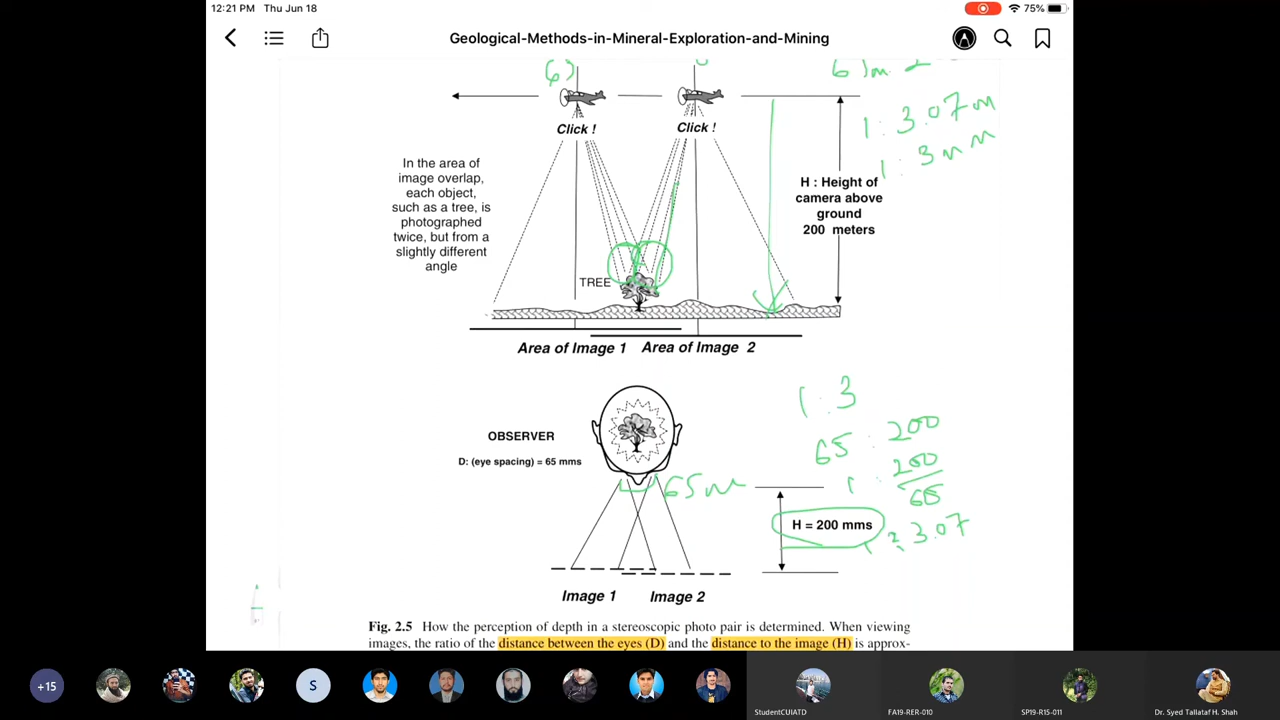 12:21 PM Thu Jun 18
75%
Geological-Methods-in-Mineral-Exploration-and-Mining
1 : 3.07 m
1 : 3 m
Click !
Click !
In the area of
image overlap,
each object,
such as a tree, is
photographed
twice, but from a
slightly different
angle
H : Height of
camera above
ground
200 meters
TREE
Area of Image 1
Area of Image 2
1 : 3
65 : 200
1 : 200
65
1 : 3.07
OBSERVER
D: (eye spacing) = 65 mms
65 m
H = 200 mms
Image 1
Image 2
Fig. 2.5 How the perception of depth in a stereoscopic photo pair is determined. When viewing
images, the ratio of the distance between the eyes (D) and the distance to the image (H) is approx-
+15
S
StudentCUIATD
FA19-RER-010
SP19-R15-011
Dr. Syed Tallataf H. Shah